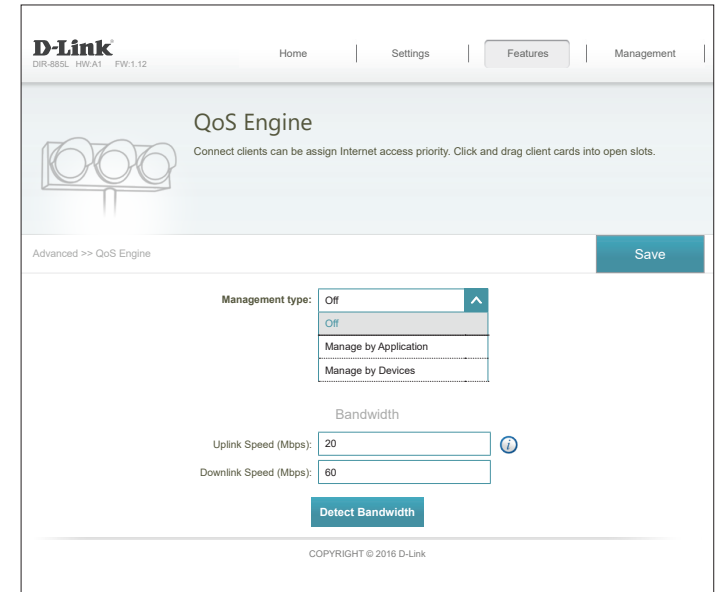 D-Link
DIR-885L HW:A1 FW:1.12
Home Settings Features Management
QoS Engine
Connect clients can be assign Internet access priority. Click and drag client cards into open slots.
Advanced >> QoS Engine
Save
Management type: Off
Off
Manage by Application
Manage by Devices
Bandwidth
Uplink Speed (Mbps): 20
Downlink Speed (Mbps): 60
Detect Bandwidth
COPYRIGHT © 2016 D-Link